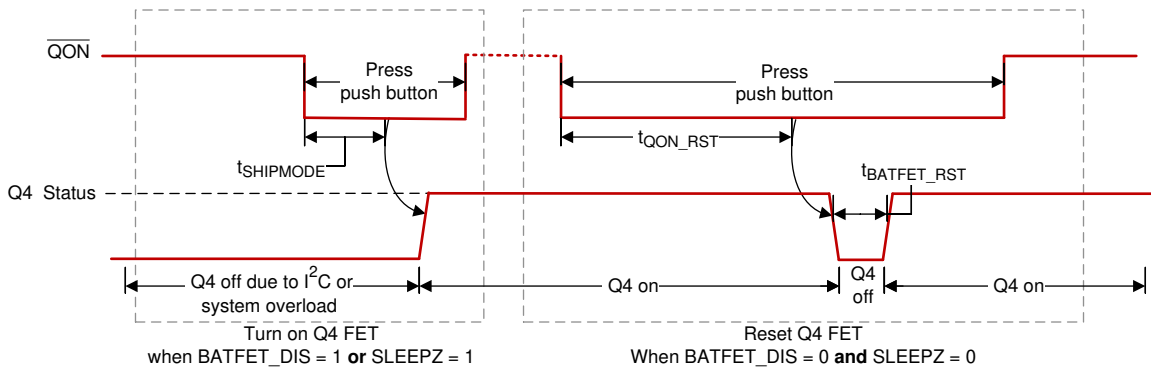 QON
Press
push button
Press
push button
tSHIPMODE
tQON_RST
tBATFET_RST
Q4 Status
Q4 off due to I²C or
system overload
Q4 on
Q4
off
Q4 on
Turn on Q4 FET
when BATFET_DIS = 1 or SLEEPZ = 1
Reset Q4 FET
When BATFET_DIS = 0 and SLEEPZ = 0